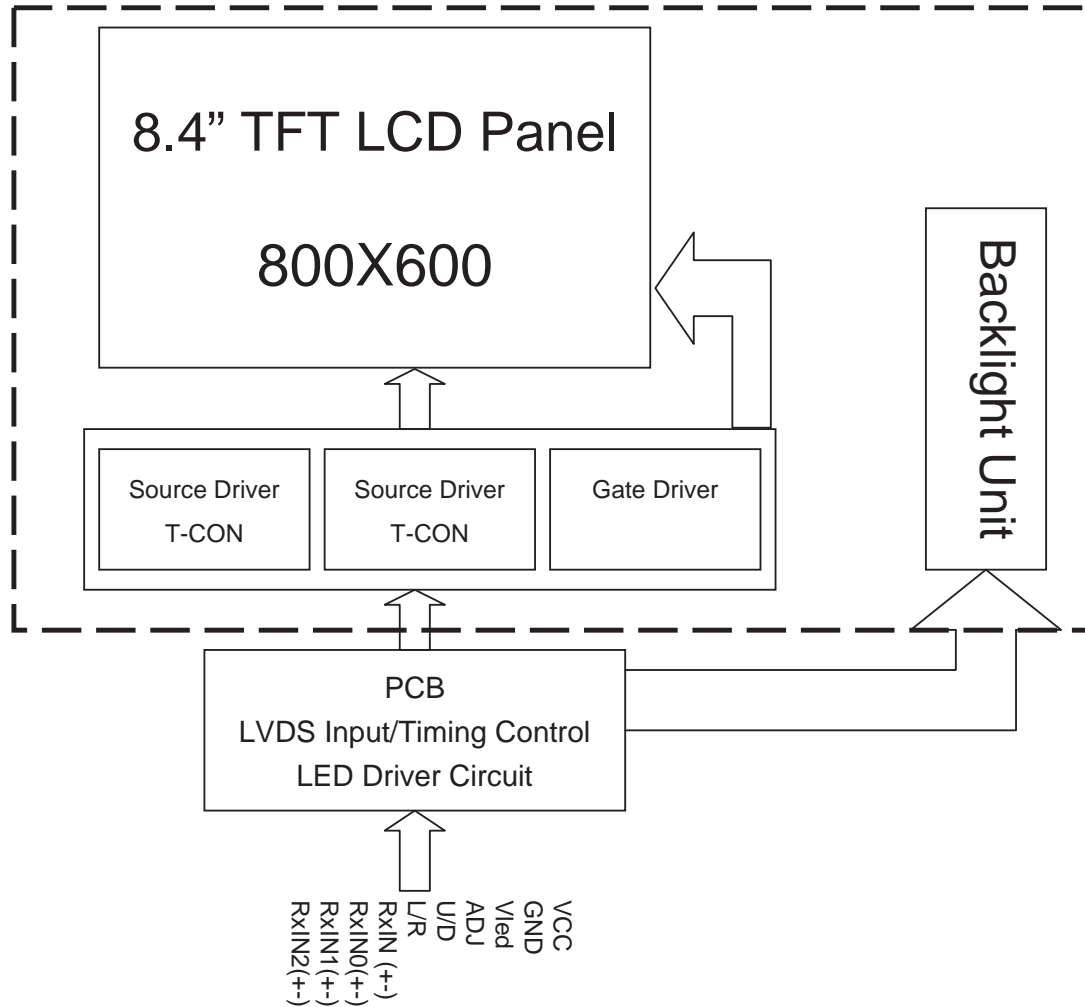 8.4” TFT LCD Panel
800X600
Backlight Unit
Source Driver
T-CON
Source Driver
T-CON
Gate Driver
PCB
LVDS Input/Timing Control
LED Driver Circuit
VCC
GND
Vled
ADJ
U/D
L/R
RxIN (+-)
RxIN0(+-)
RxIN1(+-)
RxIN2(+-)